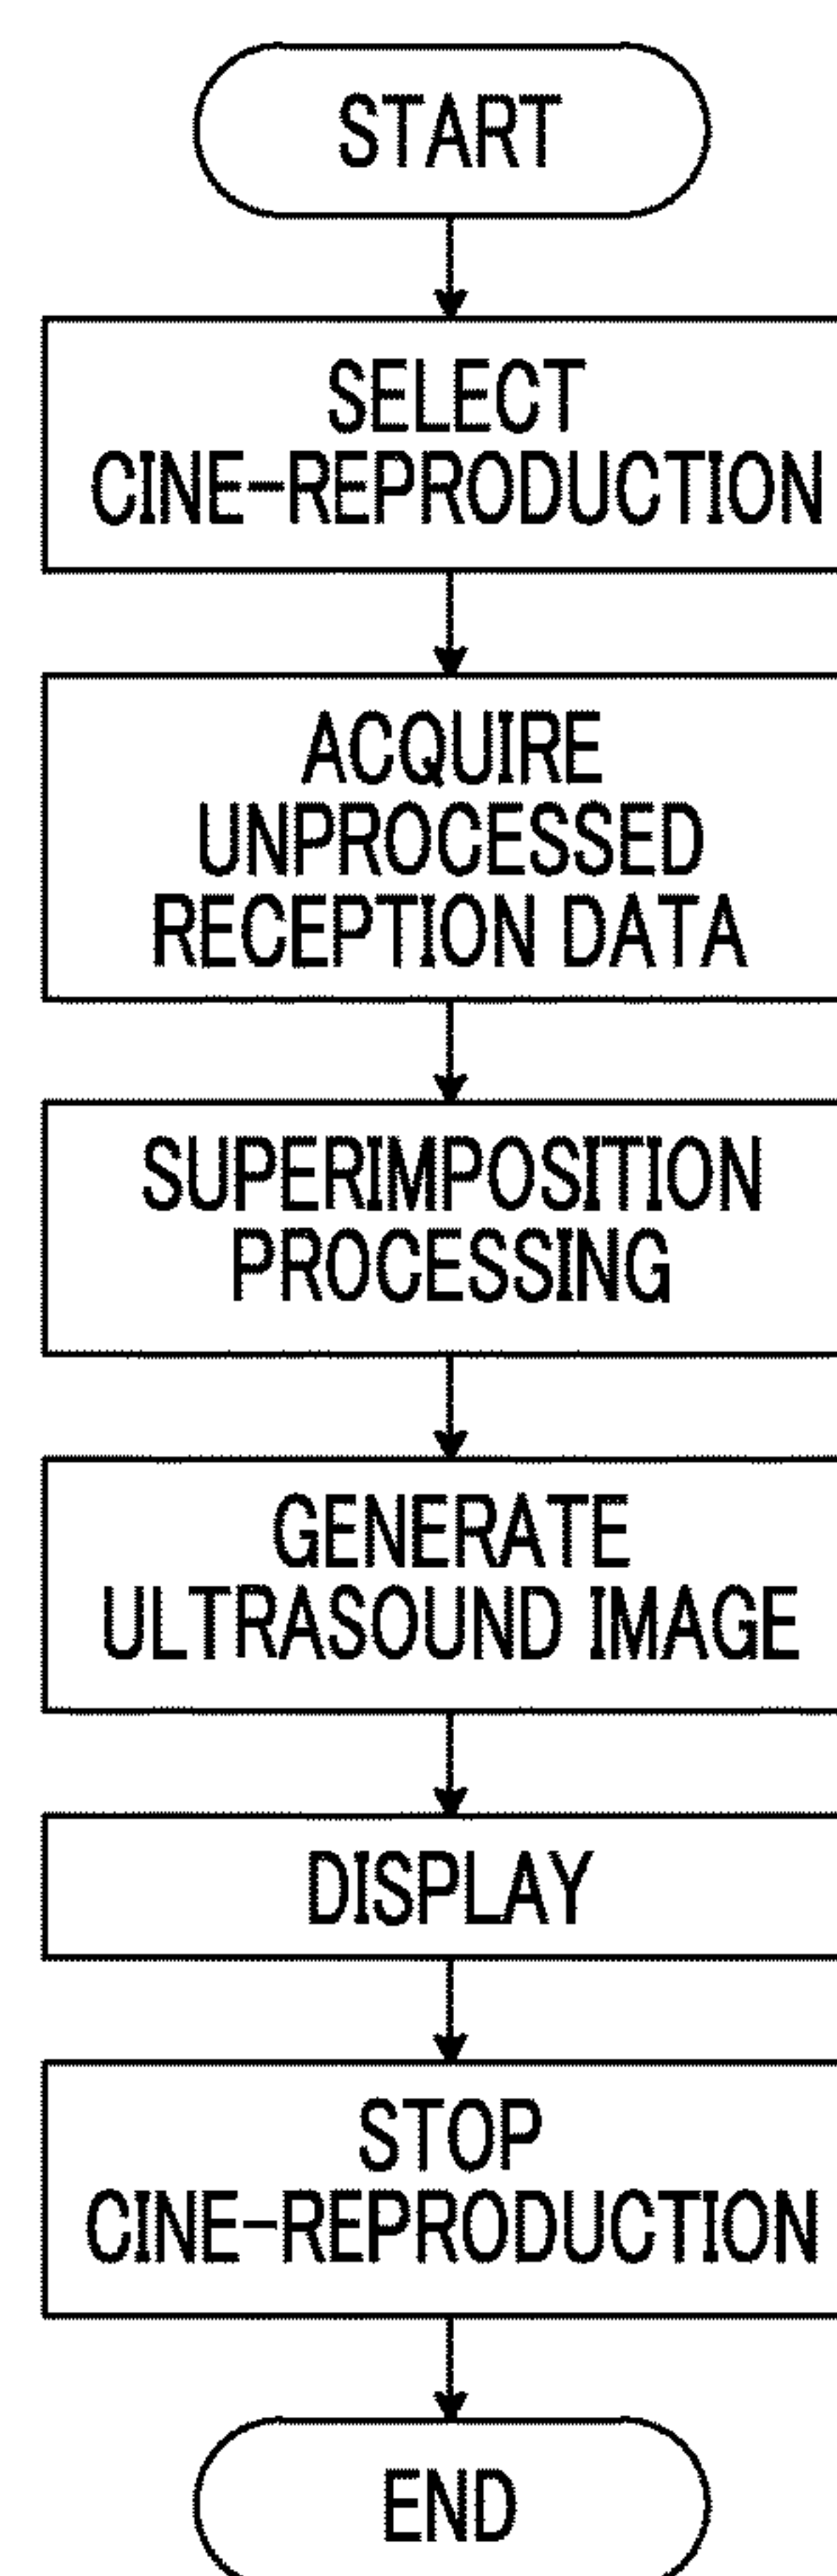 START
SELECT
CINE-REPRODUCTION
ACQUIRE
UNPROCESSED
RECEPTION DATA
SUPERIMPOSITION
PROCESSING
GENERATE
ULTRASOUND IMAGE
DISPLAY
STOP
CINE-REPRODUCTION
END